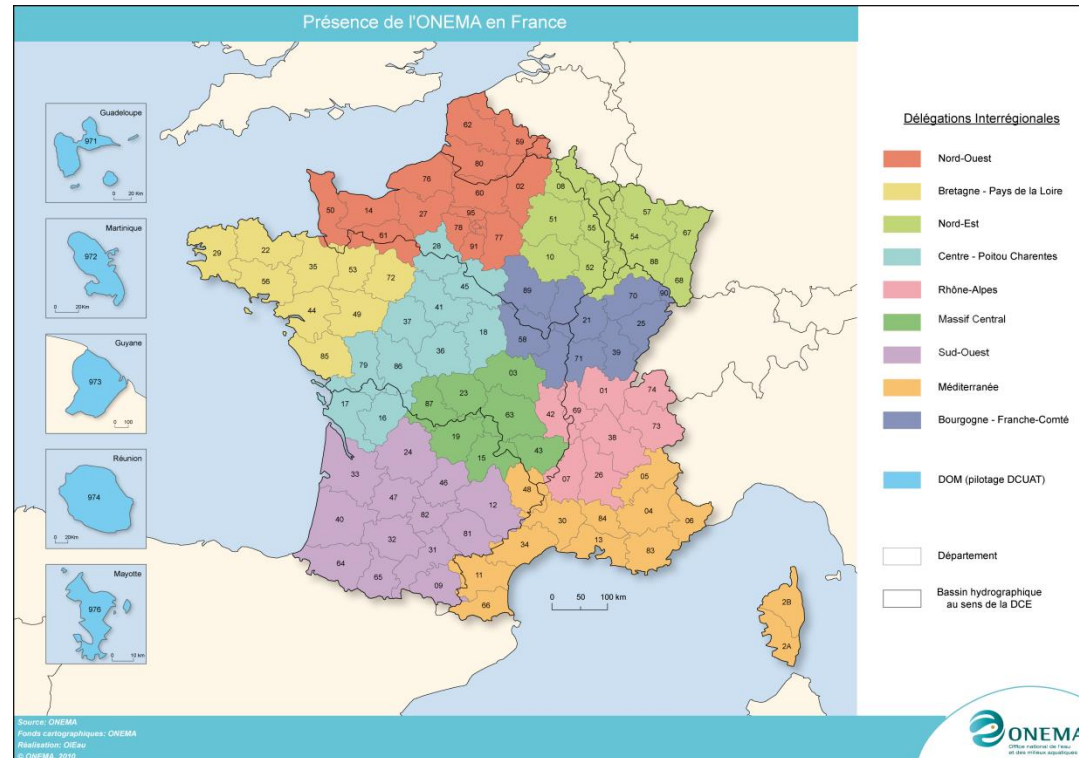 Présence de l'ONEMA en France
Guadeloupe
971
0 20 Km
Martinique
972
0 20Km
Guyane
973
0 100
Réunion
974
0 20Km
Mayotte
976
0 10 km
62
59
80
76
60
02
08
50
14
27
95
78
77
91
61
51
57
55
54
67
10
52
88
68
28
29
22
35
53
72
56
45
89
70
90
44
49
41
37
21
25
18
58
85
79
86
36
71
39
03
17
16
87
23
63
42
69
01
74
73
19
15
43
38
24
07
26
33
46
48
05
47
12
82
40
32
81
30
84
04
06
34
13
83
31
64
65
09
11
66
2B
2A
0 50 100 km
Délégations Interrégionales
Nord-Ouest
Bretagne - Pays de la Loire
Nord-Est
Centre - Poitou Charentes
Rhône-Alpes
Massif Central
Sud-Ouest
Méditerranée
Bourgogne - Franche-Comté
DOM (pilotage DCUAT)
Département
Bassin hydrographique
au sens de la DCE
Source: ONEMA
Fonds cartographiques: ONEMA
Réalisation: OIEau
© ONEMA, 2010
ONEMA
Office national de l'eau
et des milieux aquatiques